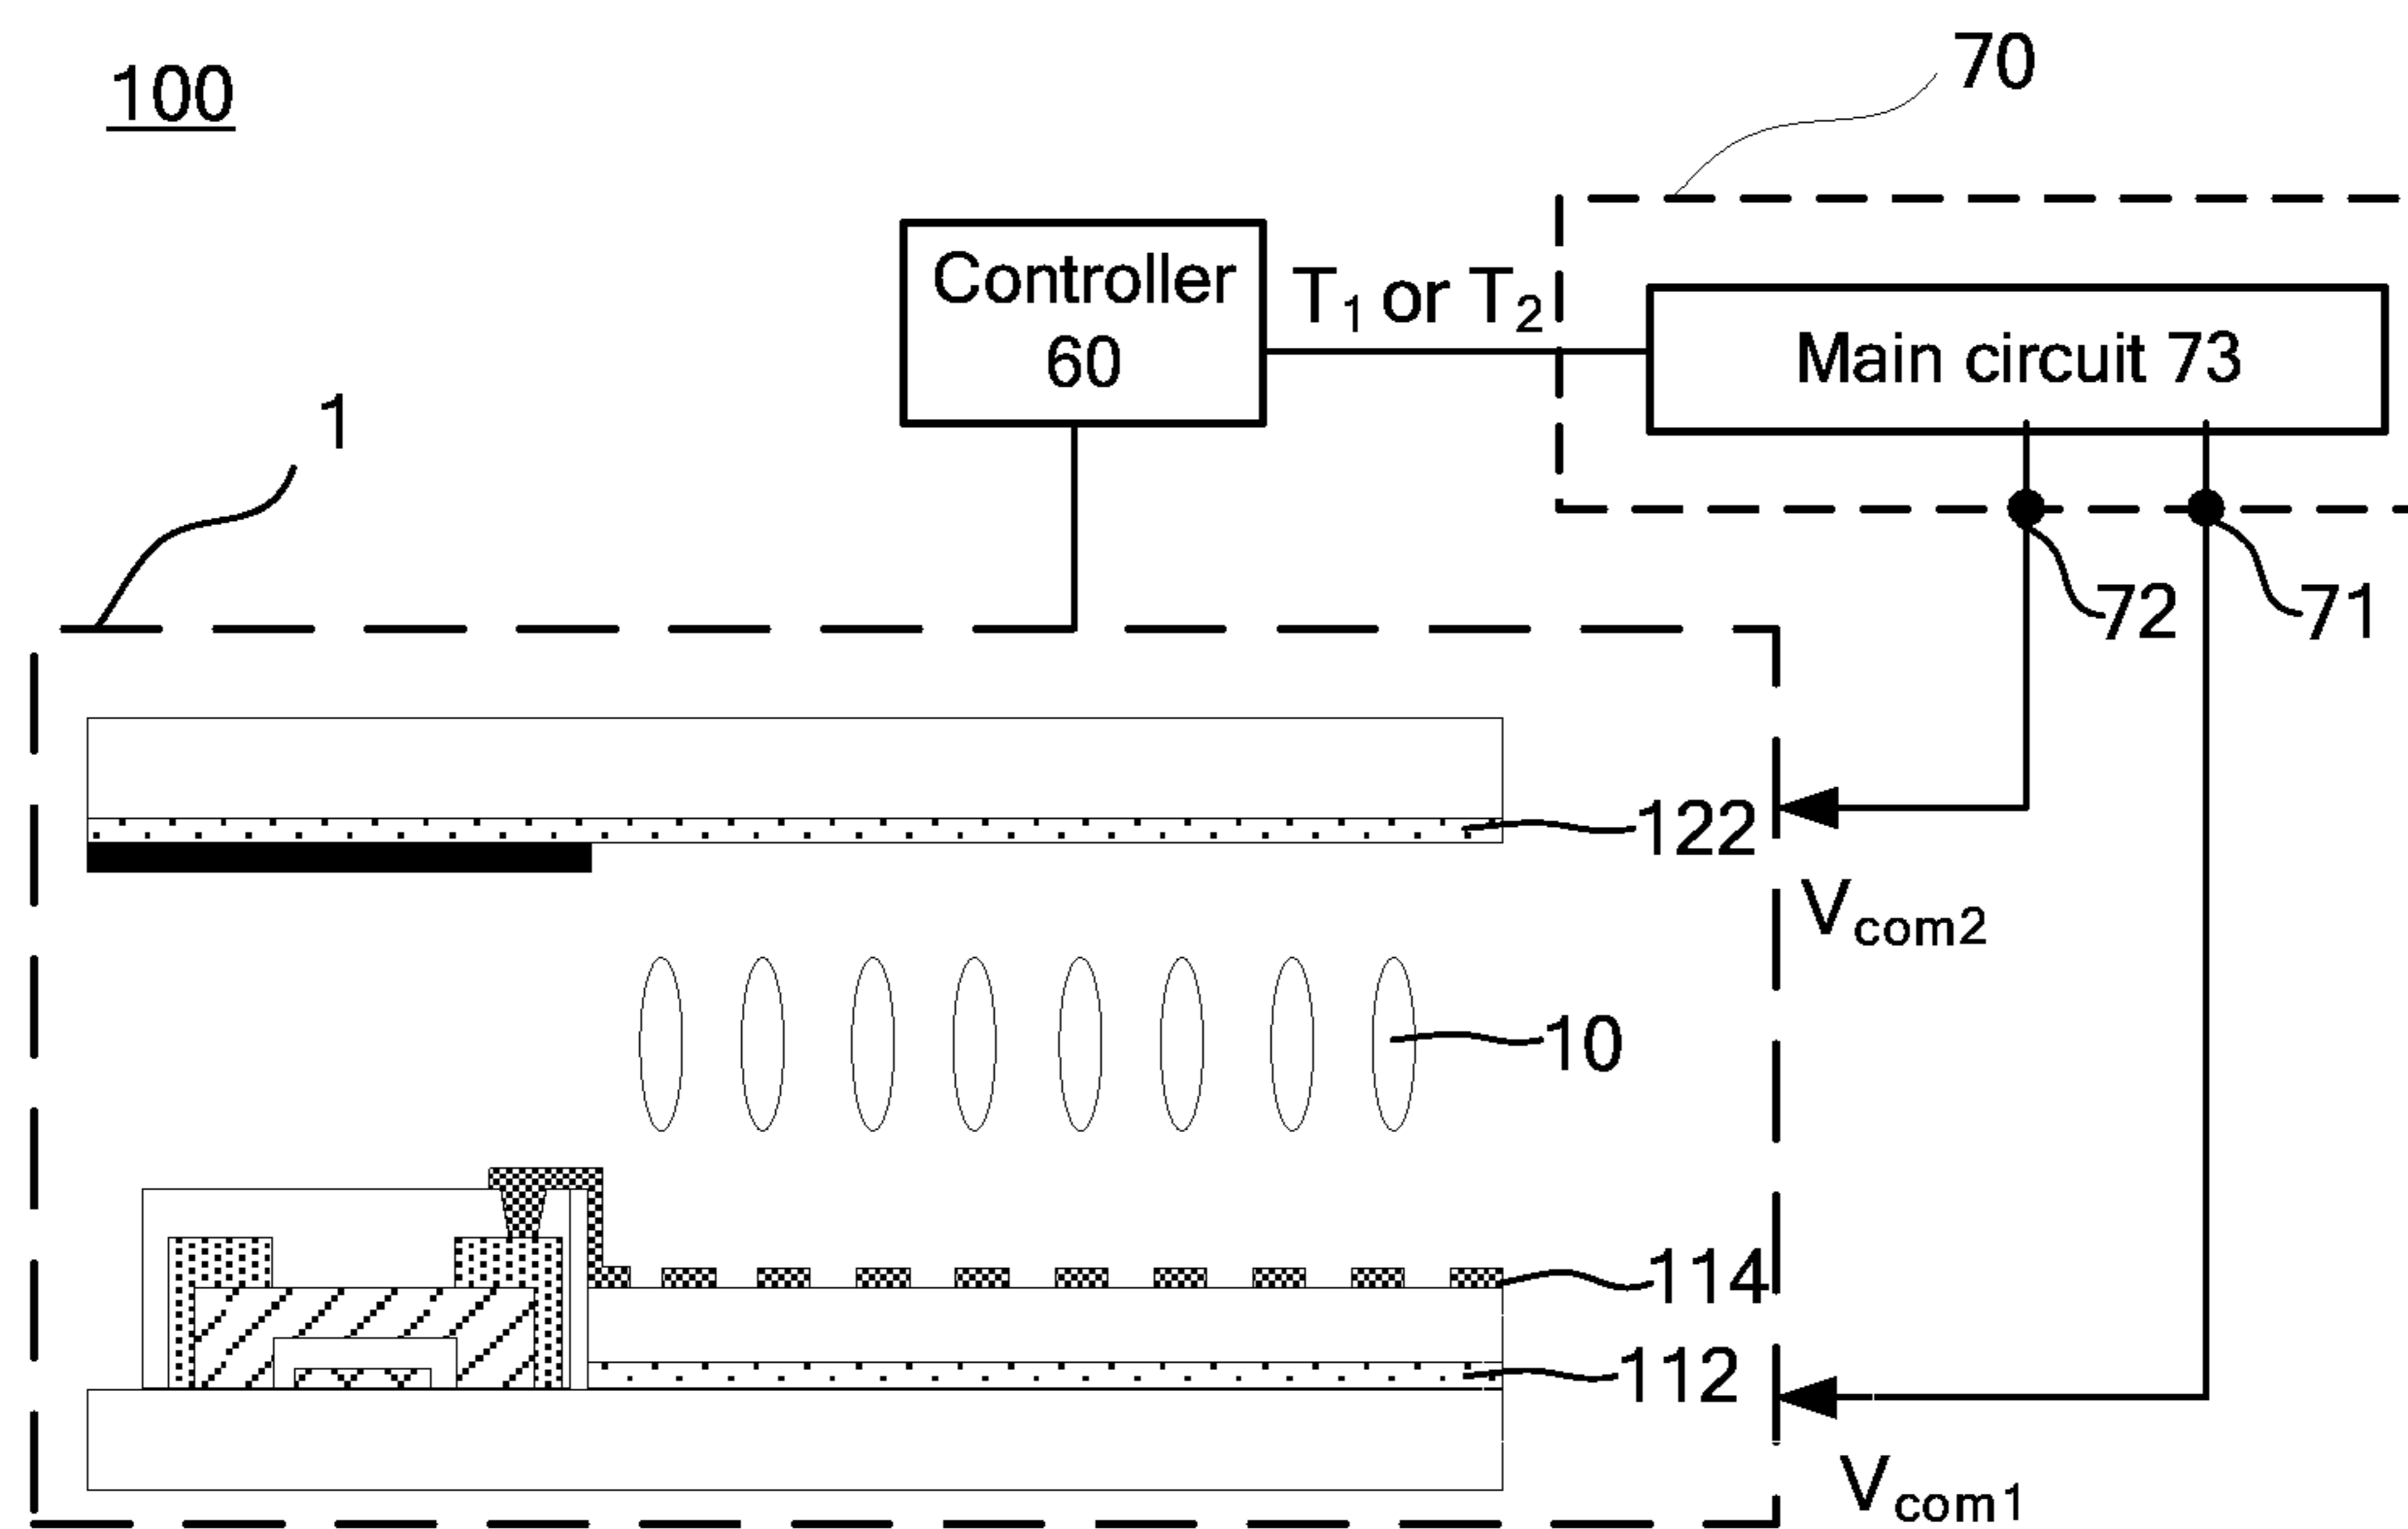 100
70
Controller
60
T₁ or T₂
Main circuit 73
1
72
71
122
Vcom2
10
114
112
Vcom1